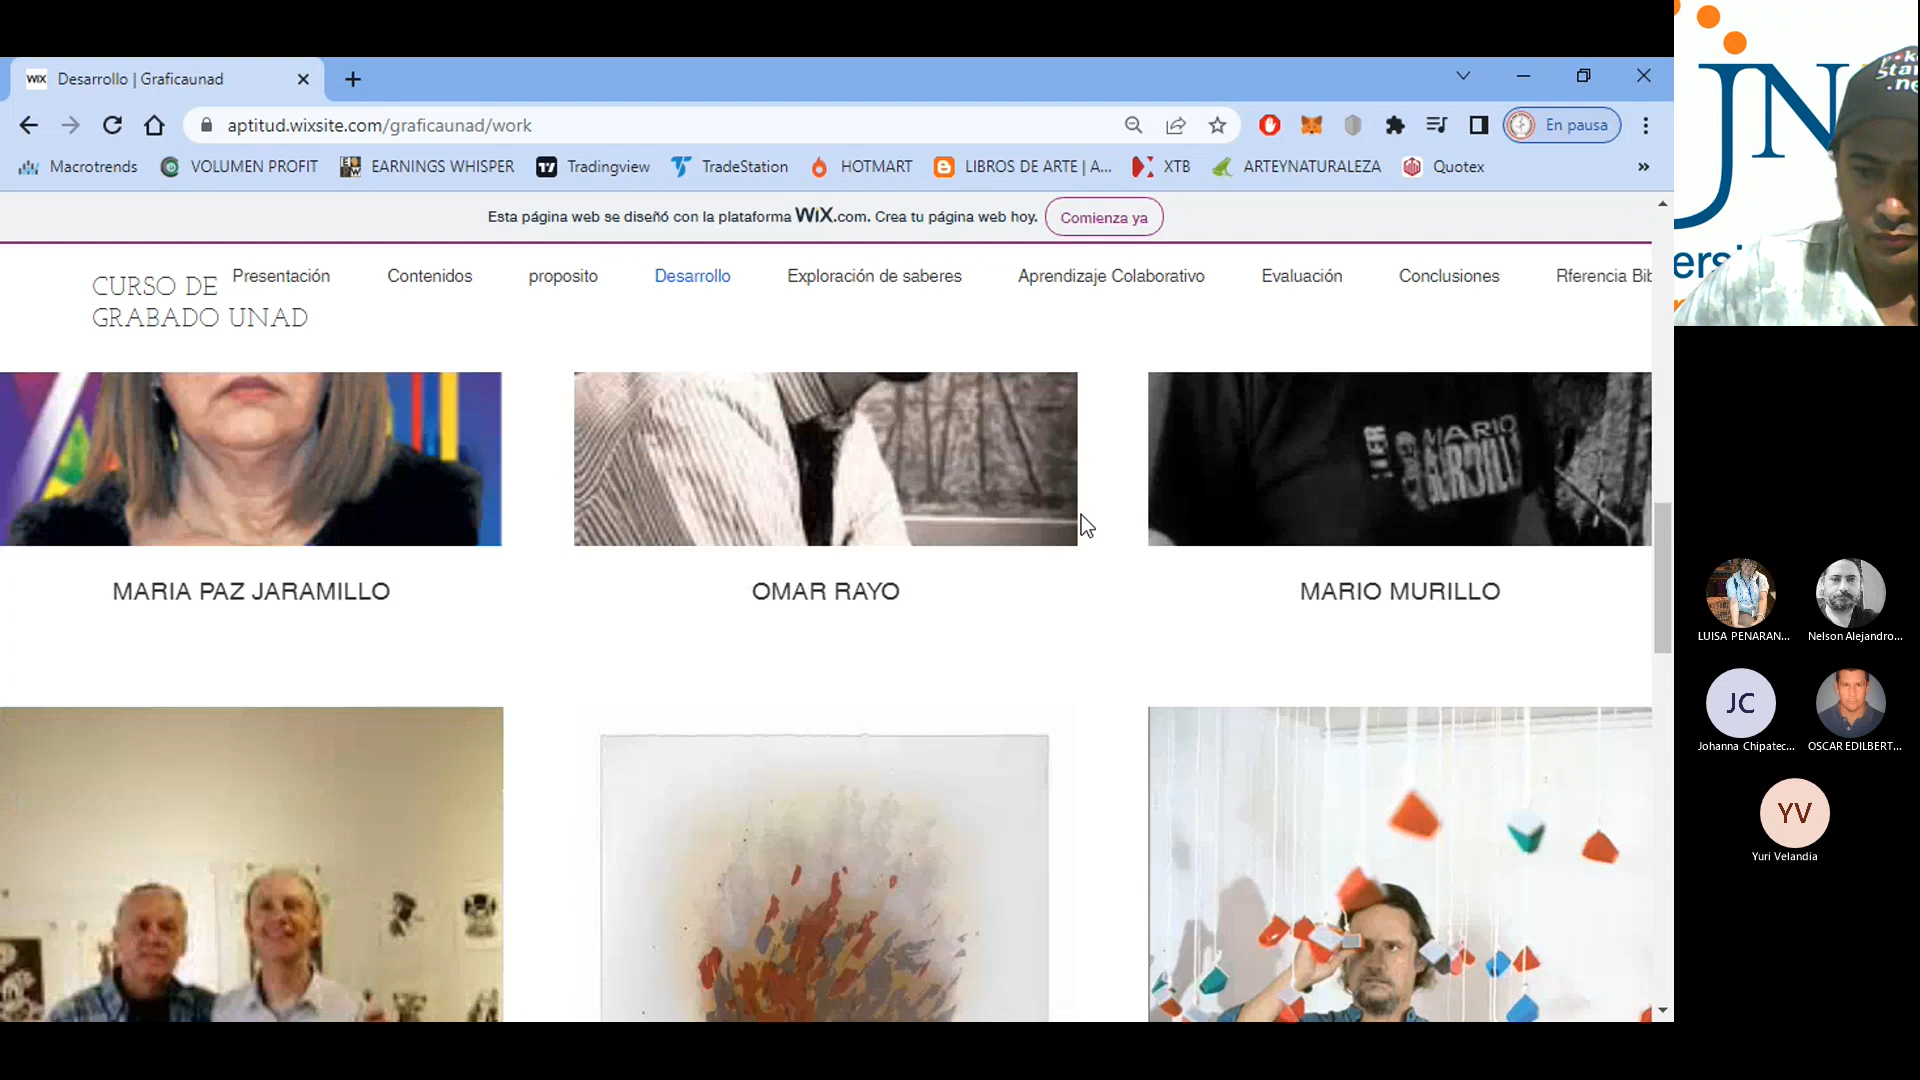 WiX Desarrollo | Graficaunad
aptitud.wixsite.com/graficaunad/work
En pausa
Macrotrends VOLUMEN PROFIT EARNINGS WHISPER Tradingview TradeStation HOTMART LIBROS DE ARTE | A... XTB ARTEYNATURALEZA Quotex »
Esta página web se diseñó con la plataforma WiX.com. Crea tu página web hoy. Comienza ya
CURSO DE
GRABADO UNAD
Presentación Contenidos proposito Desarrollo Exploración de saberes Aprendizaje Colaborativo Evaluación Conclusiones Rferencia Bib
MARIO
MARIA PAZ JARAMILLO
OMAR RAYO
MARIO MURILLO
UN
ersi
.ne
LUISA PENARAN...
Nelson Alejandro...
JC
Johanna Chipatec...
OSCAR EDILBERT...
YV
Yuri Velandia